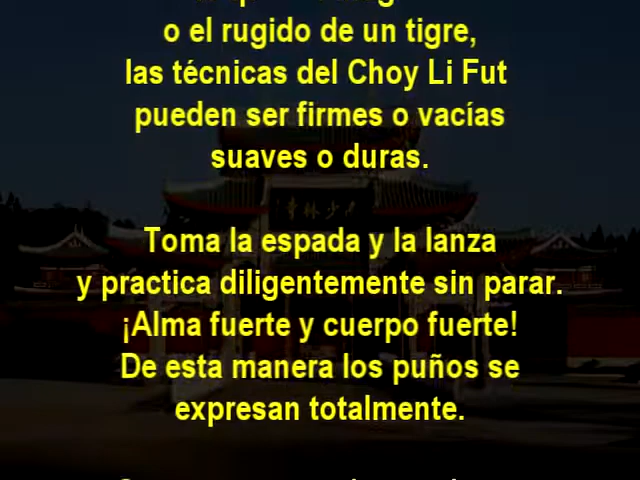 o el rugido de un tigre,
las técnicas del Choy Li Fut
pueden ser firmes o vacías
suaves o duras.
Toma la espada y la lanza
y practica diligentemente sin parar.
¡Alma fuerte y cuerpo fuerte!
De esta manera los puños se
expresan totalmente.